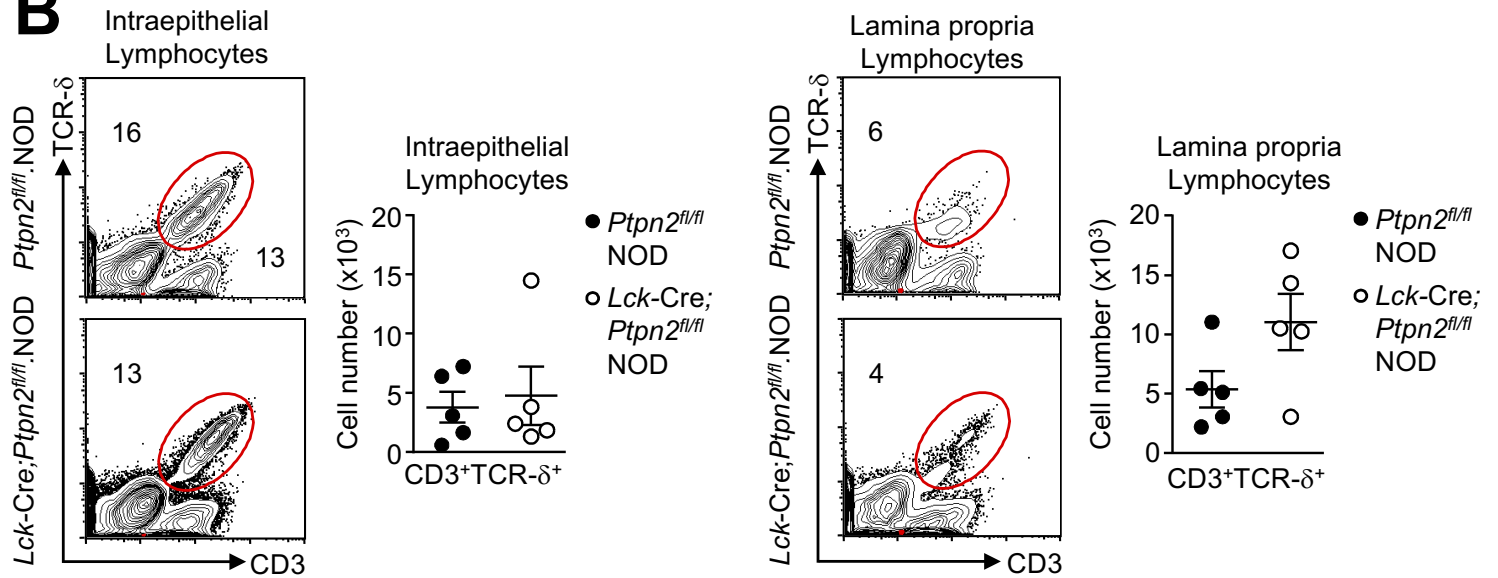 B
Intraepithelial
Lymphocytes
TCR-δ
Ptpn2fl/fl.NOD
16
13
Lck-Cre;Ptpn2fl/fl.NOD
13
CD3
Intraepithelial
Lymphocytes
Cell number (x10³)
20
15
10
5
0
CD3⁺TCR-δ⁺
Ptpn2fl/fl
NOD
Lck-Cre;
Ptpn2fl/fl
NOD
Lamina propria
Lymphocytes
TCR-δ
Ptpn2fl/fl.NOD
6
Lck-Cre;Ptpn2fl/fl.NOD
4
CD3
Lamina propria
Lymphocytes
Cell number (x10³)
20
15
10
5
0
CD3⁺TCR-δ⁺
Ptpn2fl/fl
NOD
Lck-Cre;
Ptpn2fl/fl
NOD